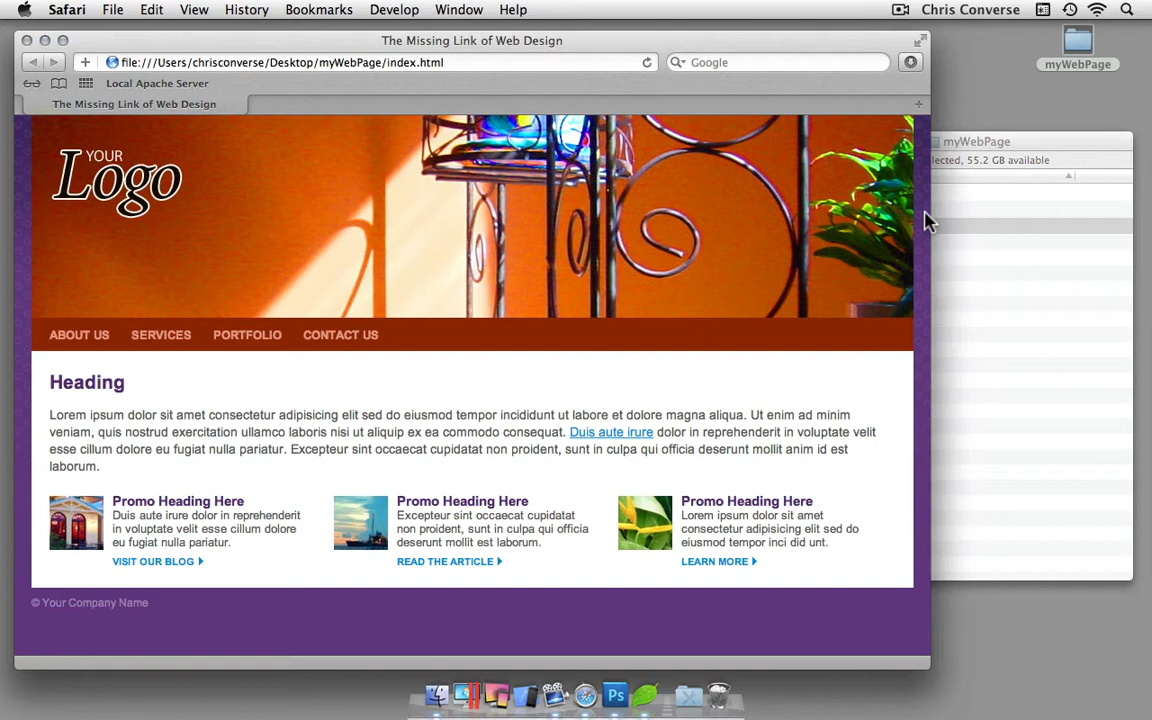 Safari File Edit View History Bookmarks Develop Window Help Chris Converse
The Missing Link of Web Design
file:///Users/chrisconverse/Desktop/myWebPage/index.html
Google
Local Apache Server
The Missing Link of Web Design
myWebPage
myWebPage
lected, 55.2 GB available
YOUR
Logo
ABOUT US SERVICES PORTFOLIO CONTACT US
Heading
Lorem ipsum dolor sit amet consectetur adipisicing elit sed do eiusmod tempor incididunt ut labore et dolore magna aliqua. Ut enim ad minim
veniam, quis nostrud exercitation ullamco laboris nisi ut aliquip ex ea commodo consequat. Duis aute irure dolor in reprehenderit in voluptate velit
esse cillum dolore eu fugiat nulla pariatur. Excepteur sint occaecat cupidatat non proident, sunt in culpa qui officia deserunt mollit anim id est
laborum.
Promo Heading Here
Duis aute irure dolor in reprehenderit
in voluptate velit esse cillum dolore
eu fugiat nulla pariatur.
VISIT OUR BLOG
Promo Heading Here
Excepteur sint occaecat cupidatat
non proident, sunt in culpa qui officia
deserunt mollit est laborum.
READ THE ARTICLE
Promo Heading Here
Lorem ipsum dolor sit amet
consectetur adipisicing elit sed do
eiusmod tempor inci did unt.
LEARN MORE
© Your Company Name
Ps